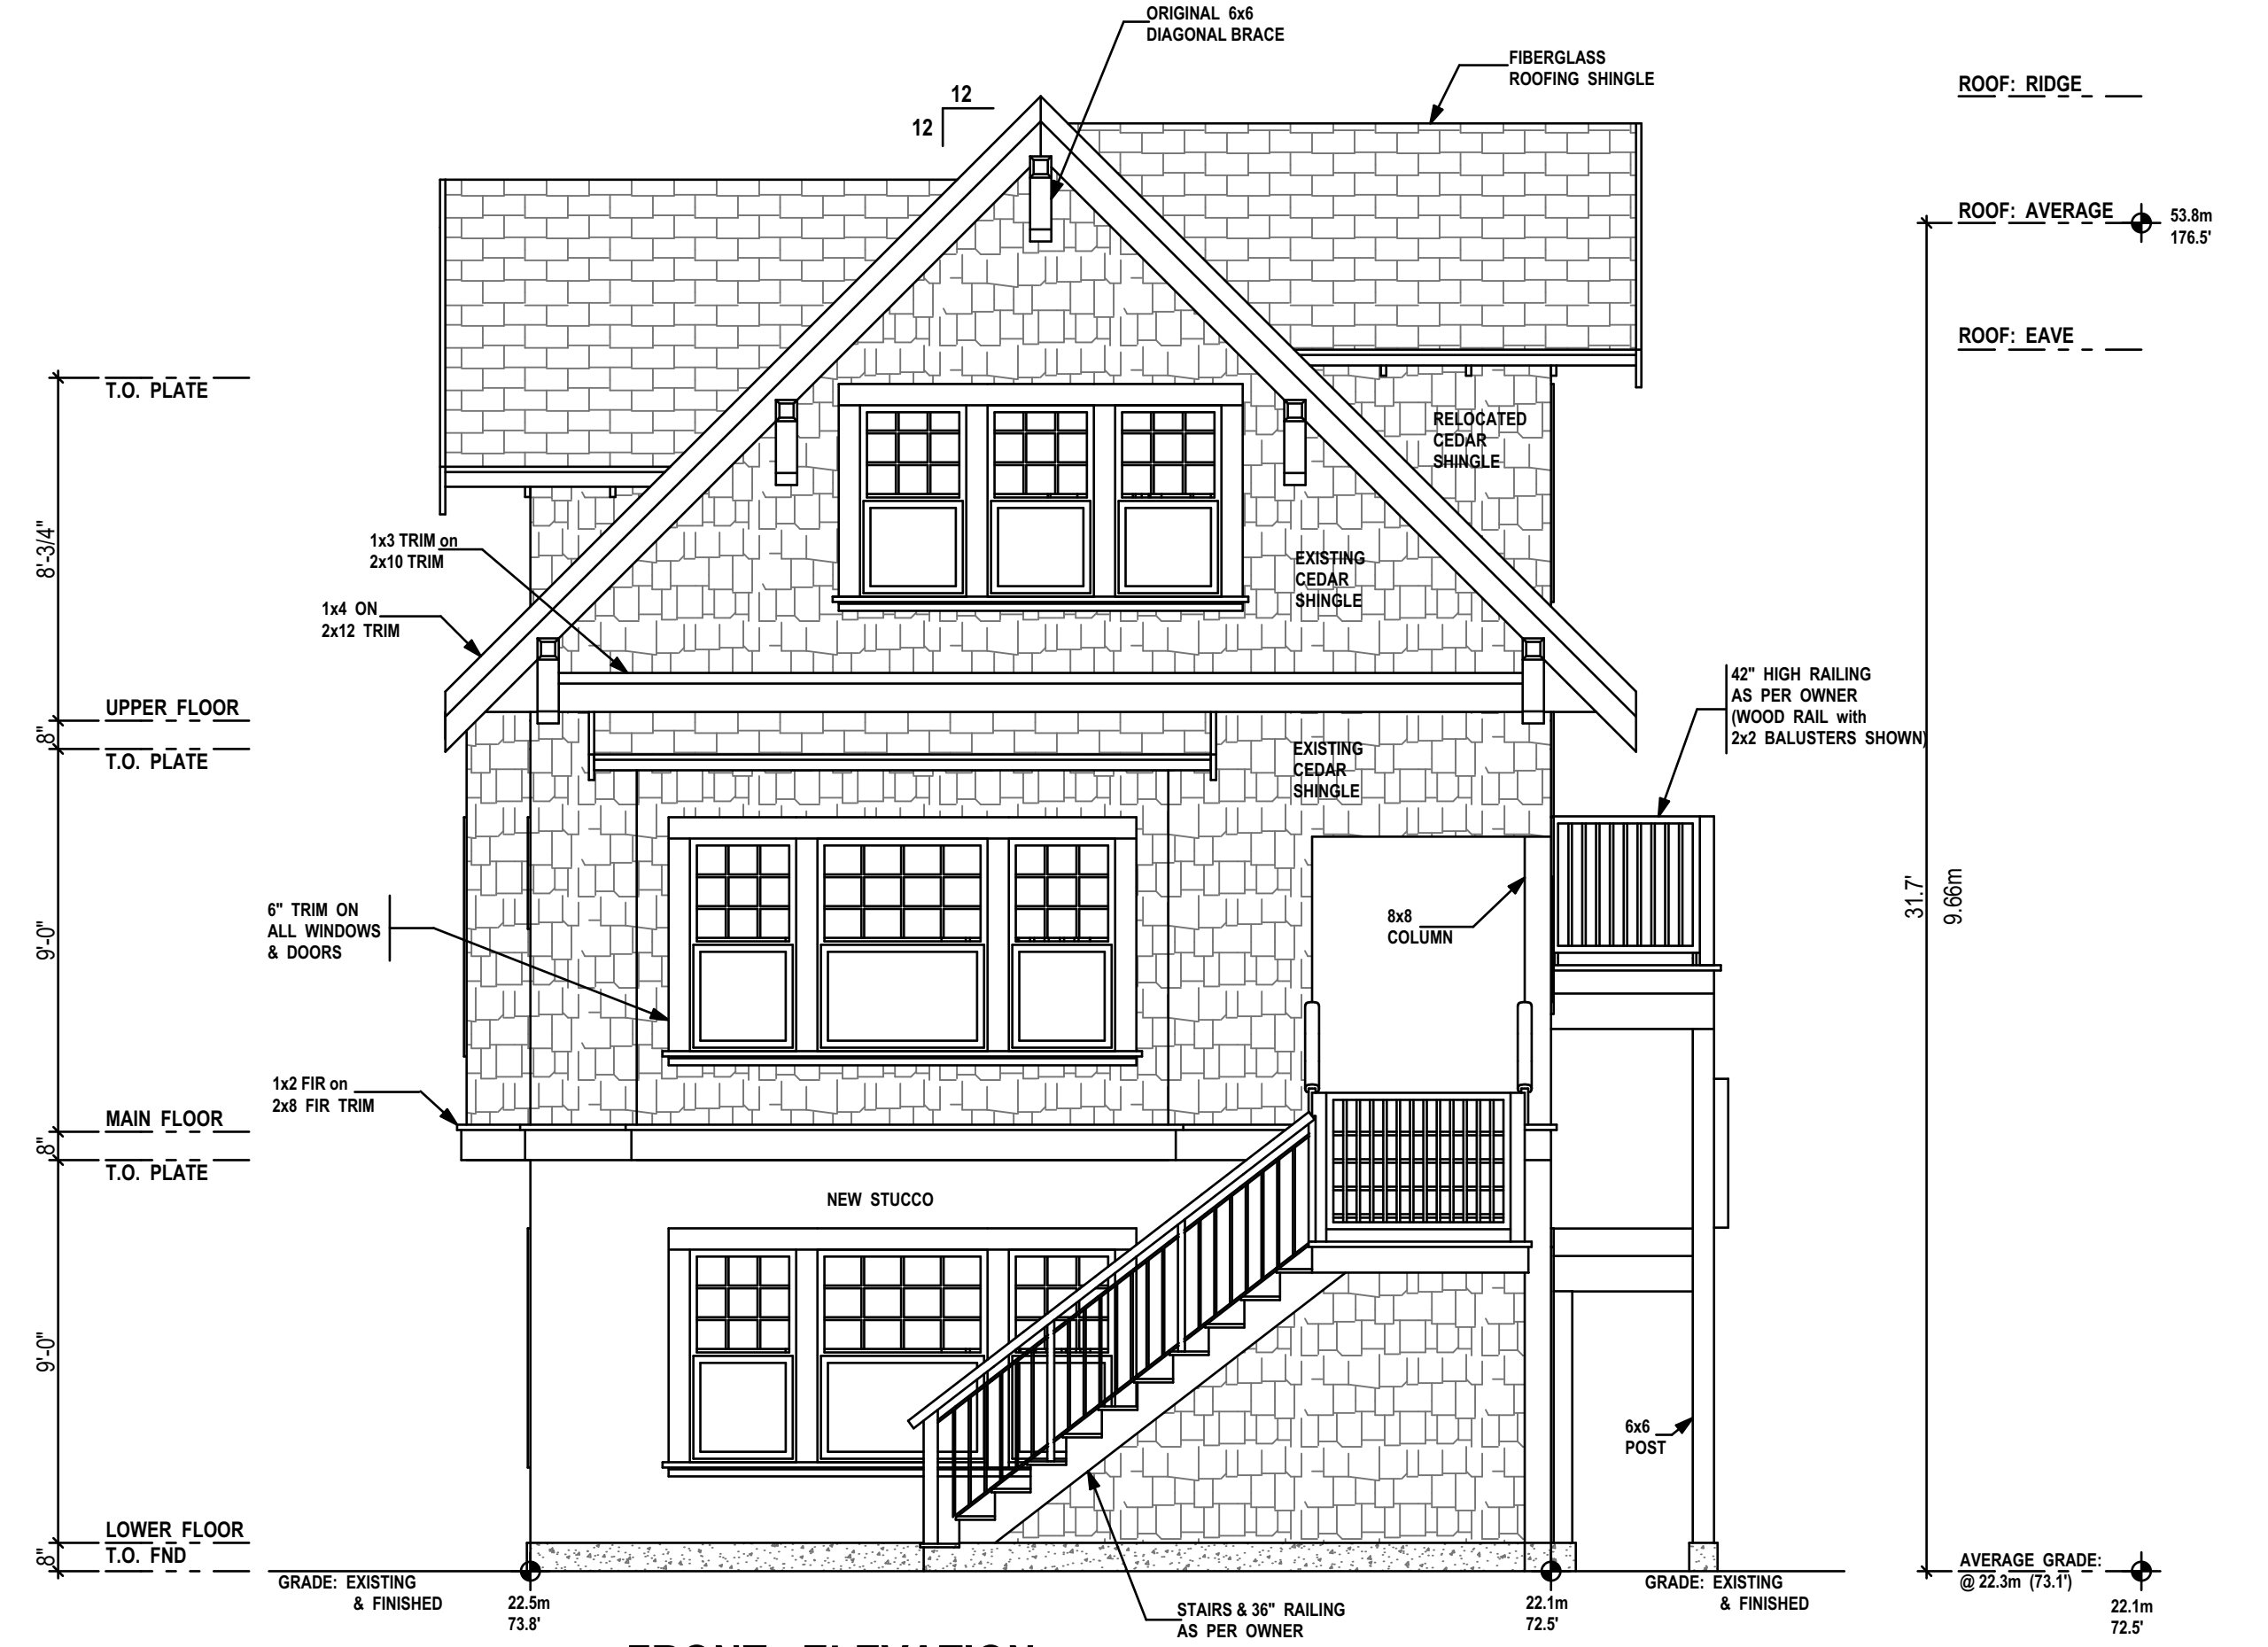 ORIGINAL 6x6
DIAGONAL BRACE
FIBERGLASS
ROOFING SHINGLE
12
12
ROOF: RIDGE
ROOF: AVERAGE
53.8m
176.5'
ROOF: EAVE
T.O. PLATE
RELOCATED
CEDAR
SHINGLE
8'-3/4"
1x3 TRIM on
2x10 TRIM
EXISTING
CEDAR
SHINGLE
1x4 ON
2x12 TRIM
42" HIGH RAILING
AS PER OWNER
(WOOD RAIL with
2x2 BALUSTERS SHOWN)
UPPER FLOOR
8"
T.O. PLATE
EXISTING
CEDAR
SHINGLE
31.7'
9.66m
6" TRIM ON
ALL WINDOWS
& DOORS
9'-0"
8x8
COLUMN
1x2 FIR on
2x8 FIR TRIM
MAIN FLOOR
8"
T.O. PLATE
NEW STUCCO
9'-0"
6x6
POST
LOWER FLOOR
8"
T.O. FND
GRADE: EXISTING
& FINISHED
22.5m
73.8'
STAIRS & 36" RAILING
AS PER OWNER
22.1m
72.5'
GRADE: EXISTING
& FINISHED
AVERAGE GRADE:
@ 22.3m (73.1')
22.1m
72.5'
FRONT ELEVATION